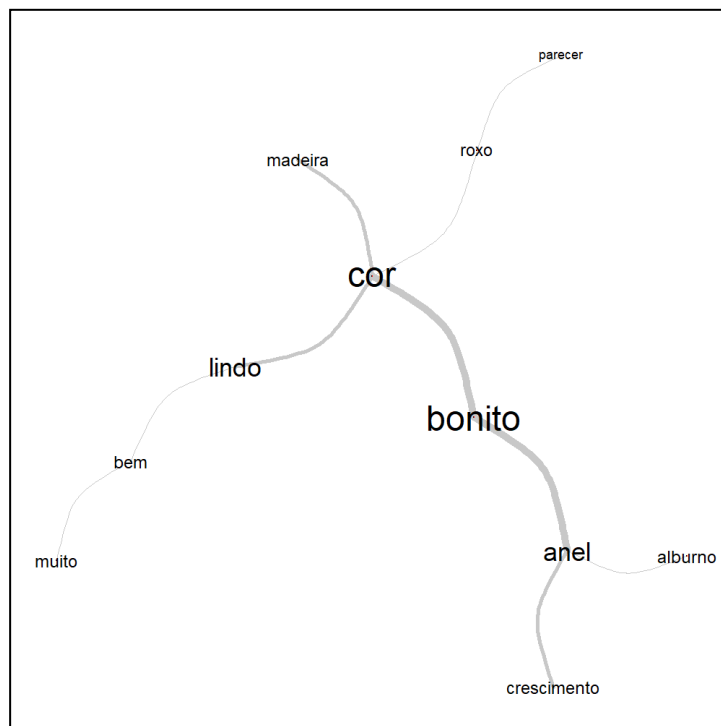 parecer
roxo
madeira
cor
lindo
bonito
bem
anel
alburno
muito
crescimento